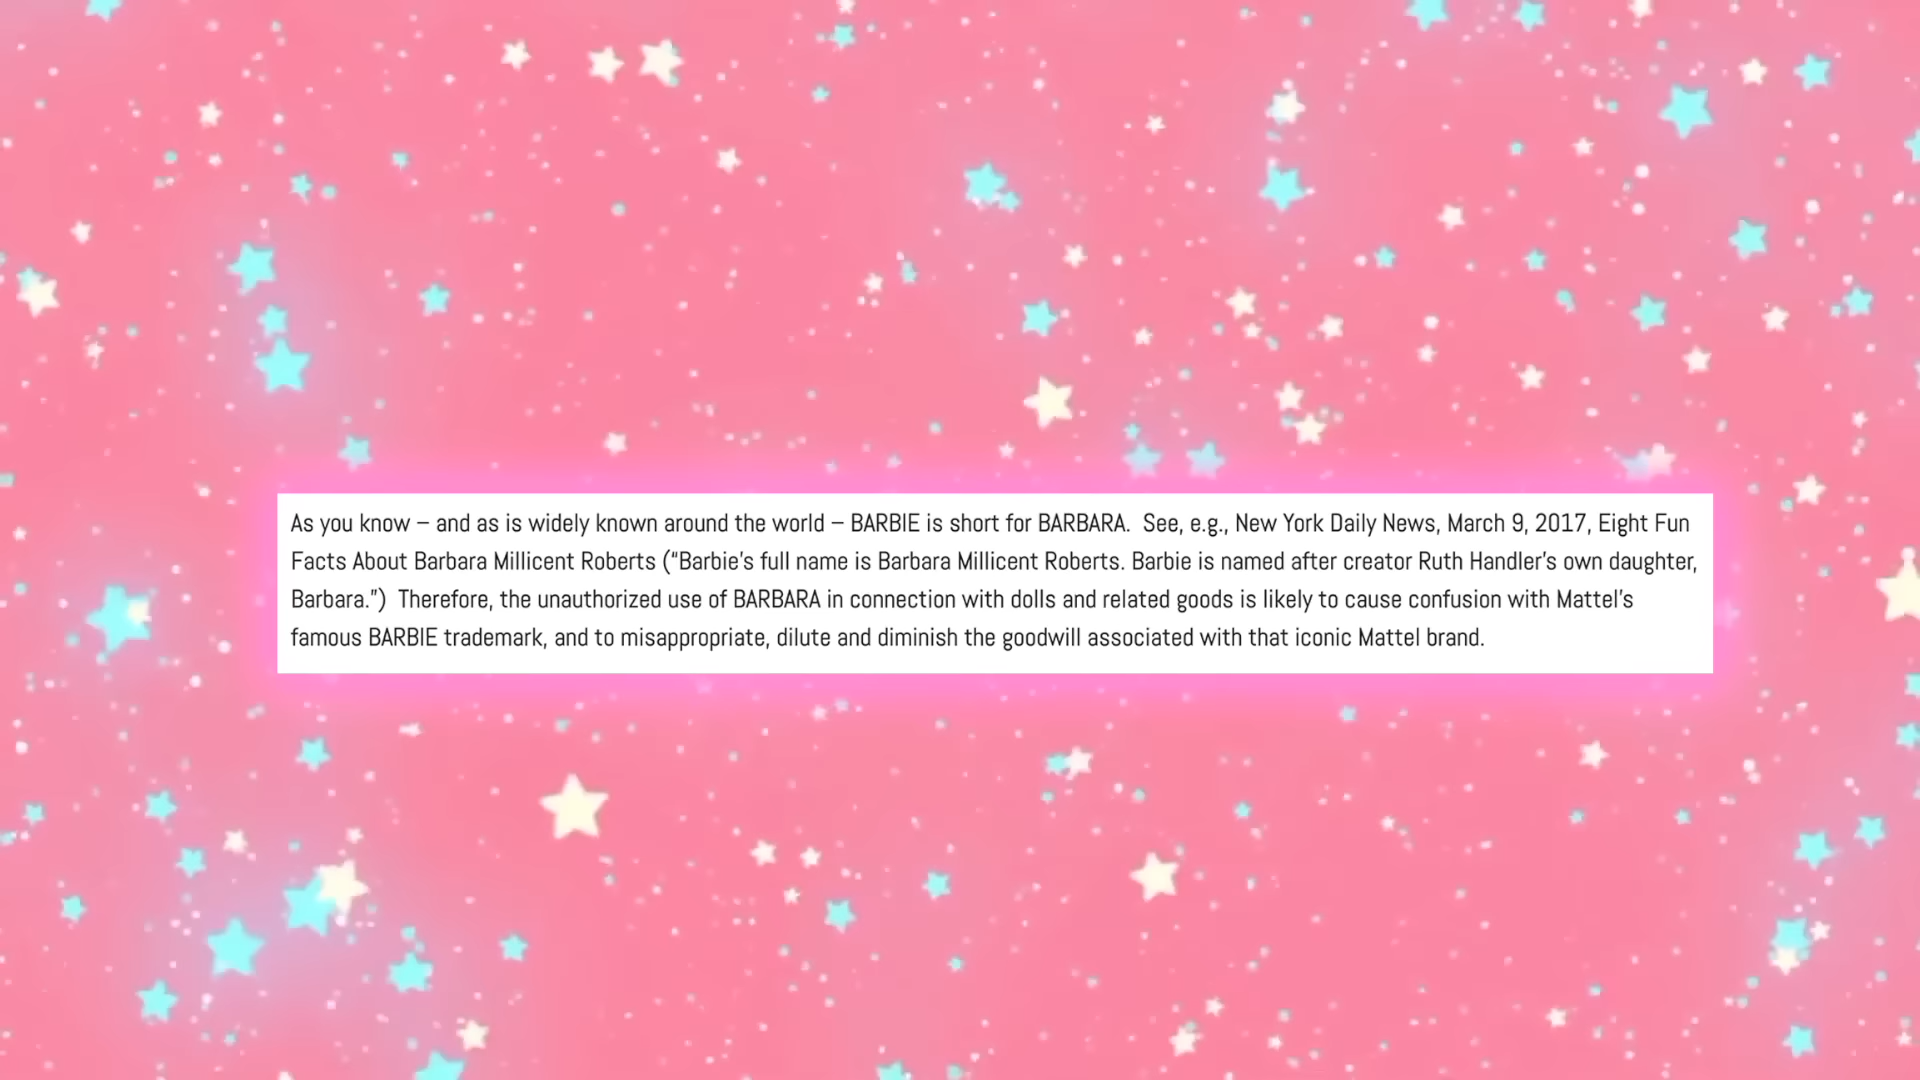 As you know – and as is widely known around the world – BARBIE is short for BARBARA.  See, e.g., New York Daily News, March 9, 2017, Eight Fun
Facts About Barbara Millicent Roberts (“Barbie’s full name is Barbara Millicent Roberts. Barbie is named after creator Ruth Handler’s own daughter,
Barbara.”)  Therefore, the unauthorized use of BARBARA in connection with dolls and related goods is likely to cause confusion with Mattel’s
famous BARBIE trademark, and to misappropriate, dilute and diminish the goodwill associated with that iconic Mattel brand.